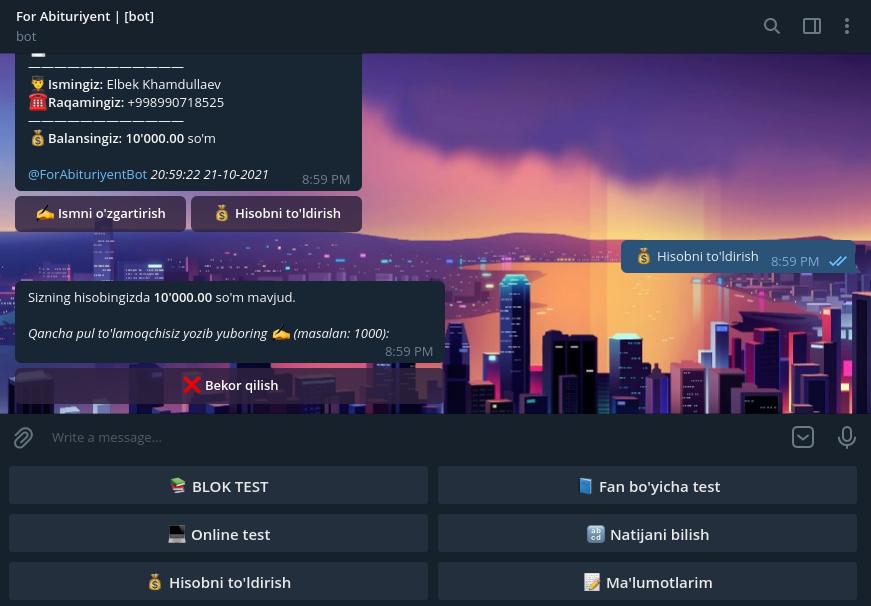 For Abituriyent | [bot]
bot
——————————————
👨‍🎓Ismingiz: Elbek Khamdullaev
☎️Raqamingiz: +998990718525
——————————————
💰Balansingiz: 10'000.00 so'm
@ForAbituriyentBot 20:59:22 21-10-2021
8:59 PM
✍️ Ismni o'zgartirish
💰 Hisobni to'ldirish
💰 Hisobni to'ldirish 8:59 PM
Sizning hisobingizda 10'000.00 so'm mavjud.
Qancha pul to'lamoqchisiz yozib yuboring ✍️ (masalan: 1000):
8:59 PM
❌ Bekor qilish
Write a message...
📚 BLOK TEST
📘 Fan bo'yicha test
💻 Online test
🔡 Natijani bilish
💰 Hisobni to'ldirish
📝 Ma'lumotlarim